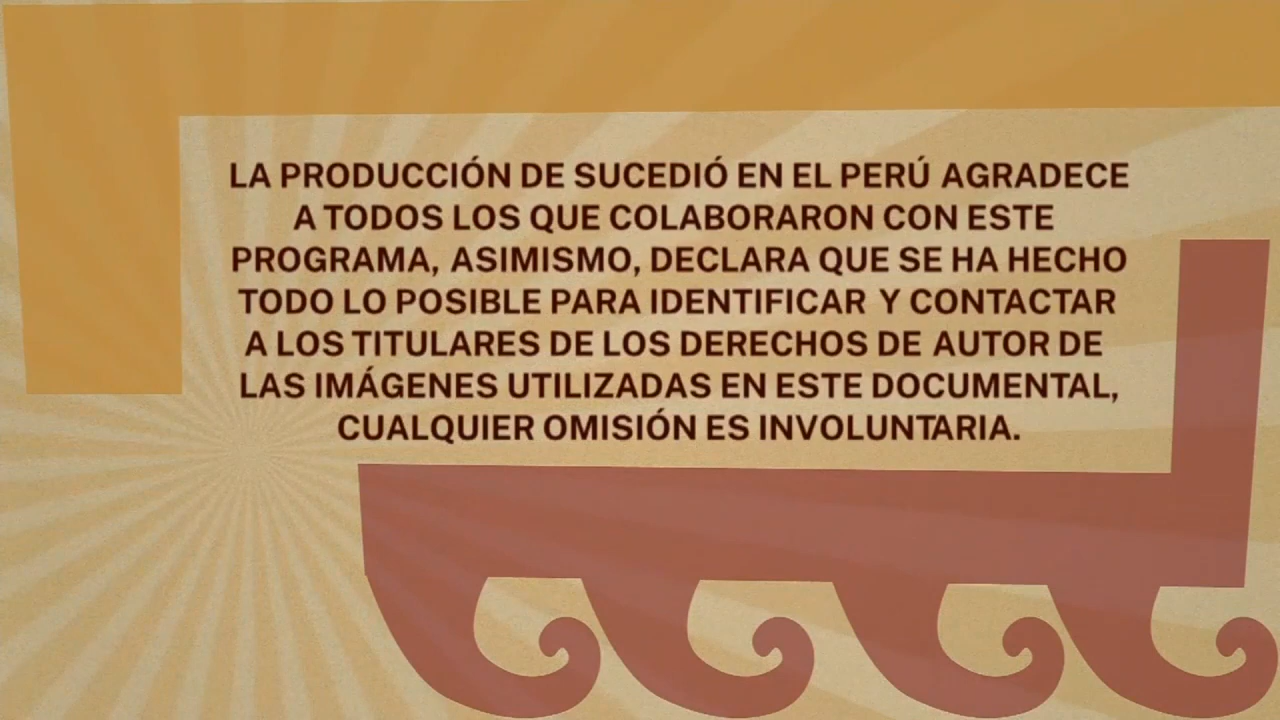 LA PRODUCCIÓN DE SUCEDIÓ EN EL PERÚ AGRADECE
A TODOS LOS QUE COLABORARON CON ESTE
PROGRAMA, ASIMISMO, DECLARA QUE SE HA HECHO
TODO LO POSIBLE PARA IDENTIFICAR Y CONTACTAR
A LOS TITULARES DE LOS DERECHOS DE AUTOR DE
LAS IMÁGENES UTILIZADAS EN ESTE DOCUMENTAL,
CUALQUIER OMISIÓN ES INVOLUNTARIA.